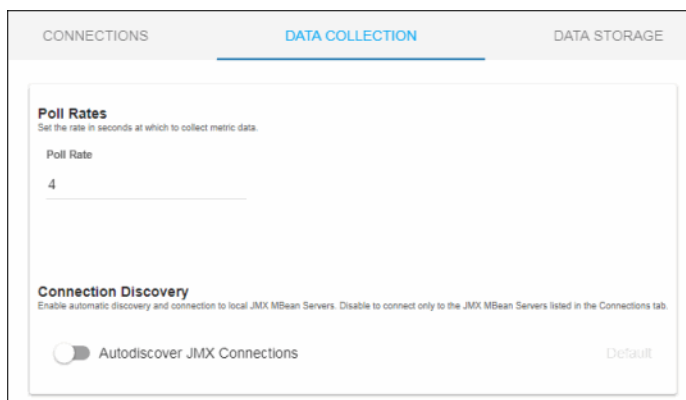 CONNECTIONS DATA COLLECTION DATA STORAGE
Poll Rates
Set the rate in seconds at which to collect metric data.
Poll Rate
4
Connection Discovery
Enable automatic discovery and connection to local JMX MBean Servers. Disable to connect only to the JMX MBean Servers listed in the Connections tab.
Autodiscover JMX Connections Default